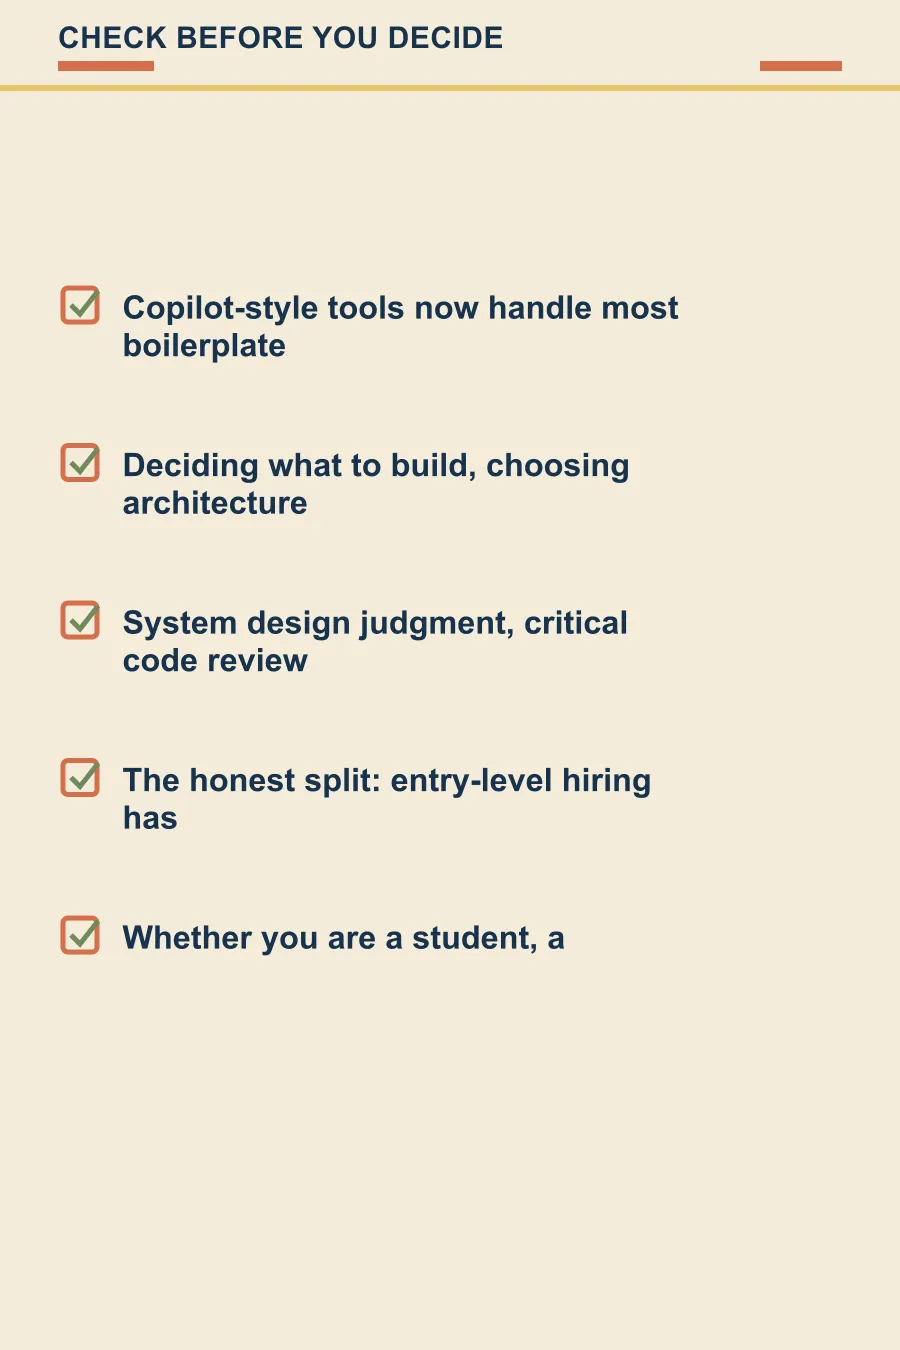 CHECK BEFORE YOU DECIDE
Copilot-style tools now handle most
boilerplate
Deciding what to build, choosing
architecture
System design judgment, critical
code review
The honest split: entry-level hiring
has
Whether you are a student, a